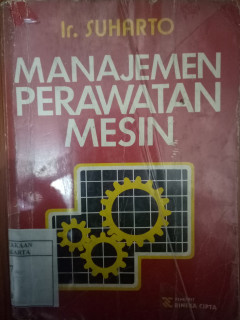 Ir. SUHARTO
MANAJEMEN
PERAWATAN
MESIN
RINEKA CIPTA